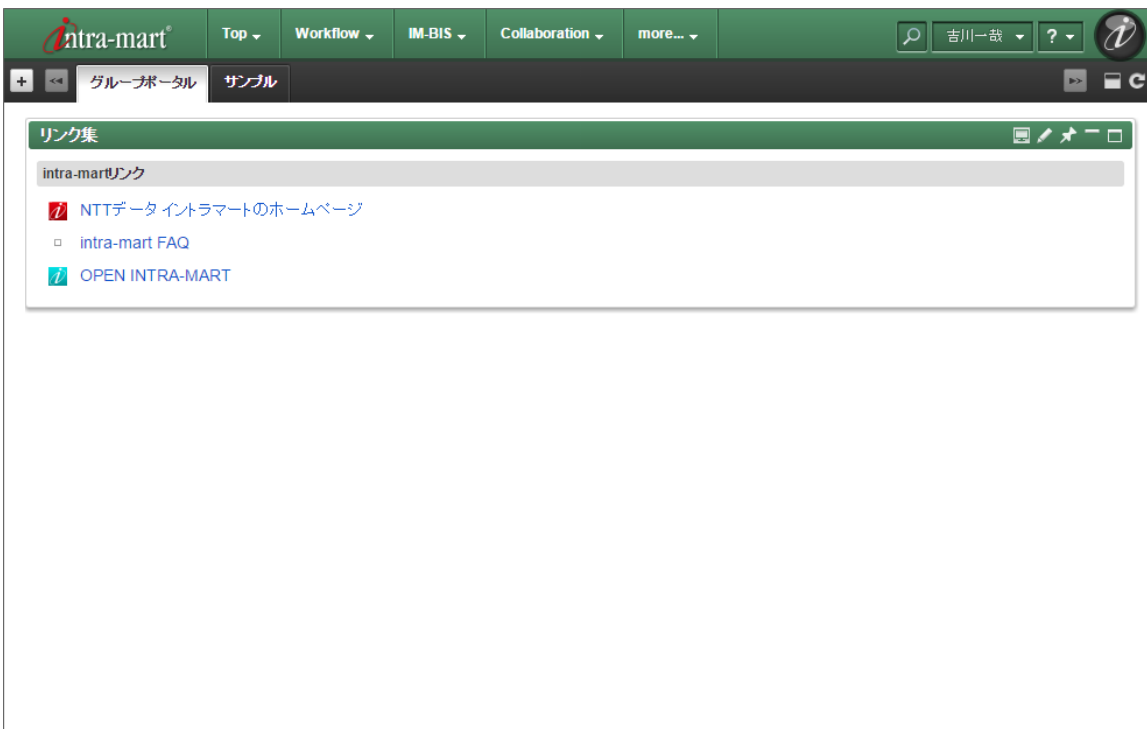 intra-mart® Top Workflow IM-BIS Collaboration more... 吉川一哉 ?
グループポータル サンプル
リンク集
intra-martリンク
NTTデータ イントラマートのホームページ
intra-mart FAQ
OPEN INTRA-MART